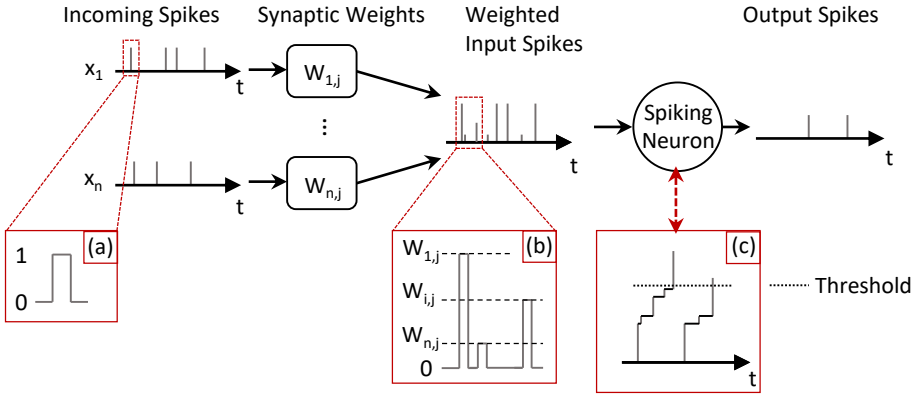 Incoming Spikes
Synaptic Weights
Weighted
Input Spikes
Output Spikes
x1
t
W1,j
...
xn
t
Wn,j
t
Spiking
Neuron
t
(a)
1
0
(b)
W1,j
Wi,j
Wn,j
0
(c)
t
Threshold